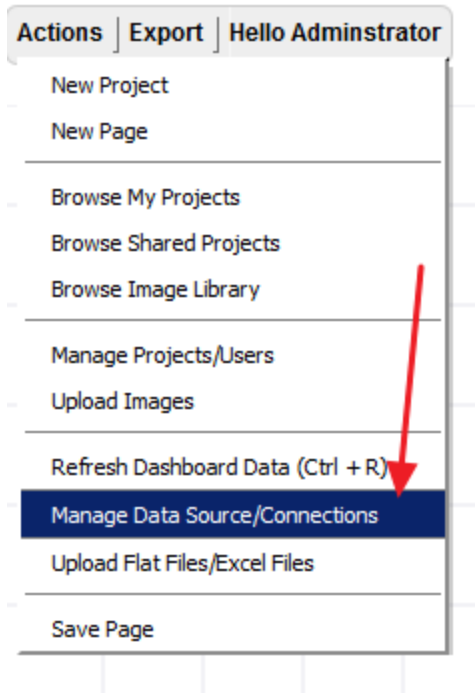 Actions | Export | Hello Adminstrator
New Project
New Page
Browse My Projects
Browse Shared Projects
Browse Image Library
Manage Projects/Users
Upload Images
Refresh Dashboard Data (Ctrl + R)
Manage Data Source/Connections
Upload Flat Files/Excel Files
Save Page